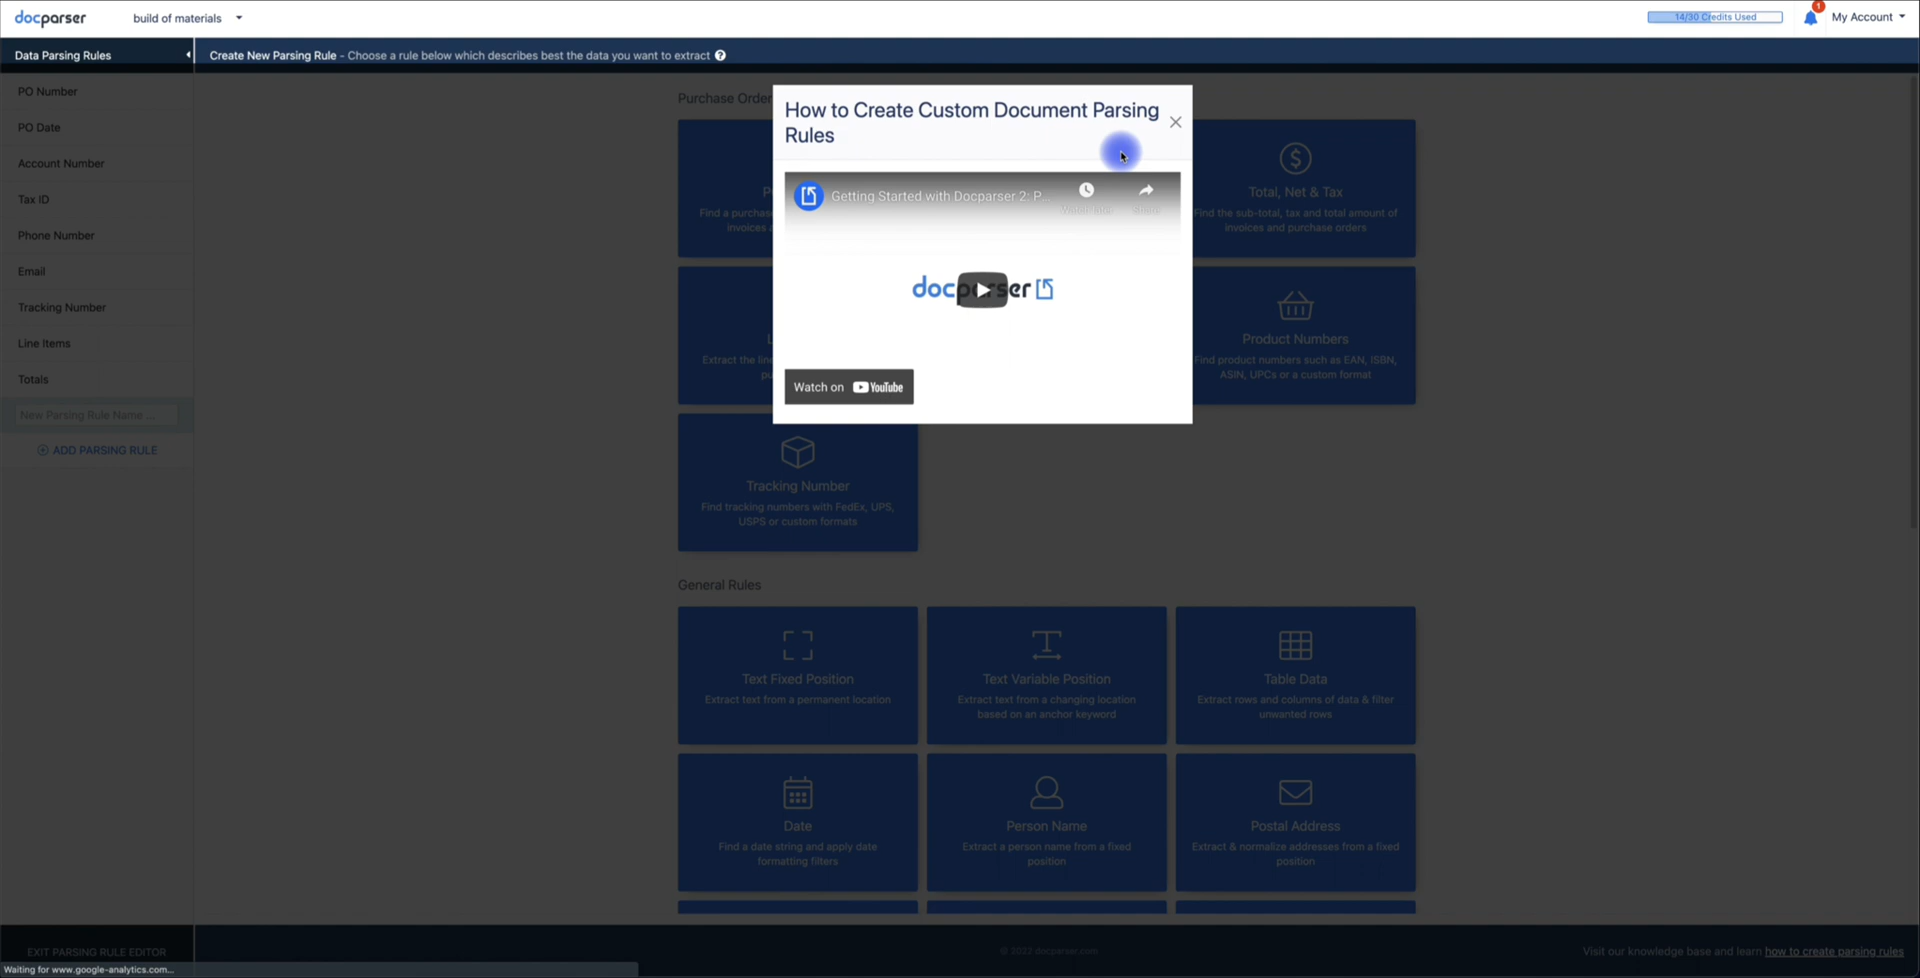 docparser
build of materials
14/30 Credits Used
1
My Account
Data Parsing Rules
Create New Parsing Rule - Choose a rule below which describes best the data you want to extract
PO Number
PO Date
Account Number
Tax ID
Phone Number
Email
Tracking Number
Line Items
Totals
New Parsing Rule Name ...
ADD PARSING RULE
EXIT PARSING RULE EDITOR
Waiting for www.google-analytics.com...
Purchase Order
How to Create Custom Document Parsing
Rules
Getting Started with Docparser 2: P...
docparser
Watch on YouTube
Find a purchas
invoices a
Total, Net & Tax
Find the sub-total, tax and total amount of
invoices and purchase orders
Extract the line
Product Numbers
Find product numbers such as EAN, ISBN,
ASIN, UPCs or a custom format
Tracking Number
Find tracking numbers with FedEx, UPS,
USPS or custom formats
General Rules
Text Fixed Position
Extract text from a permanent location
Text Variable Position
Extract text from a changing location
based on an anchor keyword
Table Data
Extract rows and columns of data & filter
unwanted rows
Date
Find a date string and apply date
formatting filters
Person Name
Extract a person name from a fixed
position
Postal Address
Extract & normalize addresses from a fixed
position
© 2022 docparser.com
Visit our knowledge base and learn how to create parsing rules